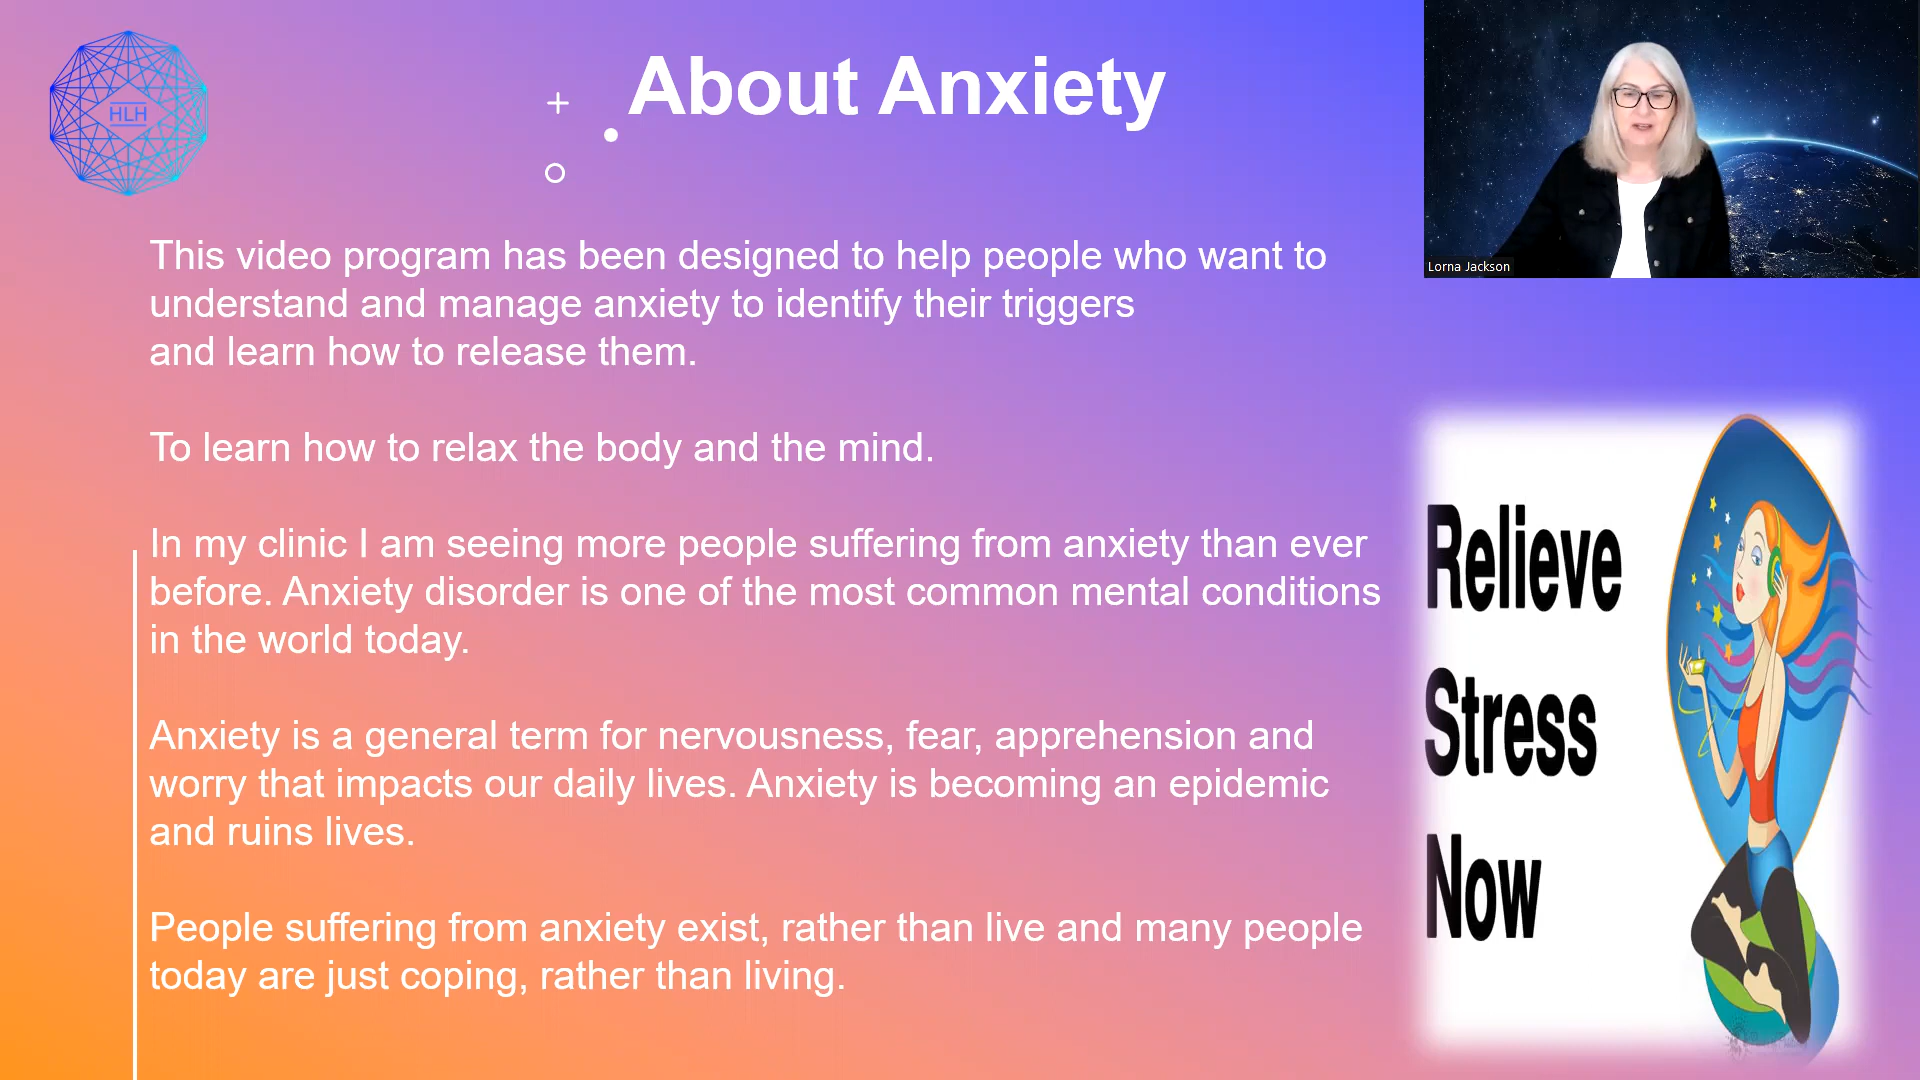 HLH
About Anxiety
Lorna Jackson
This video program has been designed to help people who want to
understand and manage anxiety to identify their triggers
and learn how to release them.
To learn how to relax the body and the mind.
In my clinic I am seeing more people suffering from anxiety than ever
before. Anxiety disorder is one of the most common mental conditions
in the world today.
Anxiety is a general term for nervousness, fear, apprehension and
worry that impacts our daily lives. Anxiety is becoming an epidemic
and ruins lives.
People suffering from anxiety exist, rather than live and many people
today are just coping, rather than living.
Relieve
Stress
Now